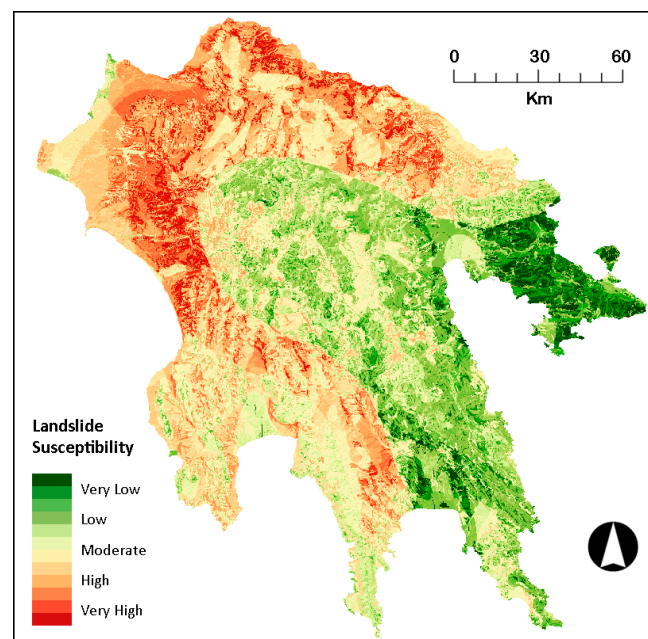 0 30 60
Km
Landslide
Susceptibility
Very Low
Low
Moderate
High
Very High